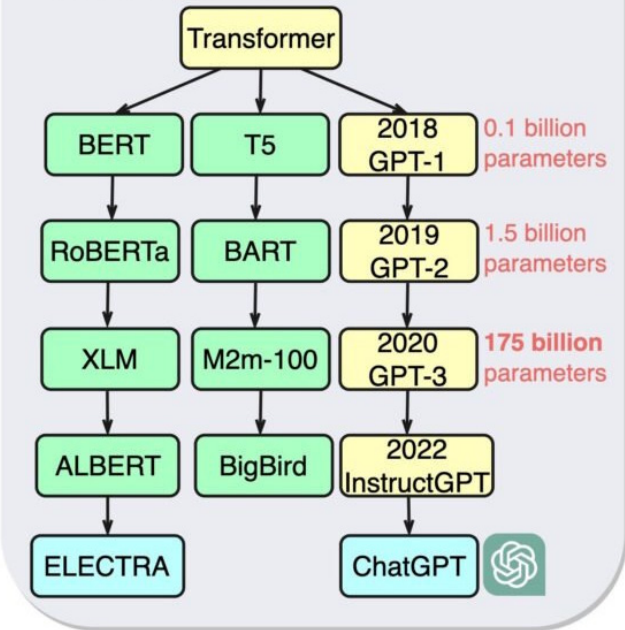 Transformer
BERT
T5
2018
GPT-1
0.1 billion
parameters
RoBERTa
BART
2019
GPT-2
1.5 billion
parameters
XLM
M2m-100
2020
GPT-3
175 billion
parameters
ALBERT
BigBird
2022
InstructGPT
ELECTRA
ChatGPT